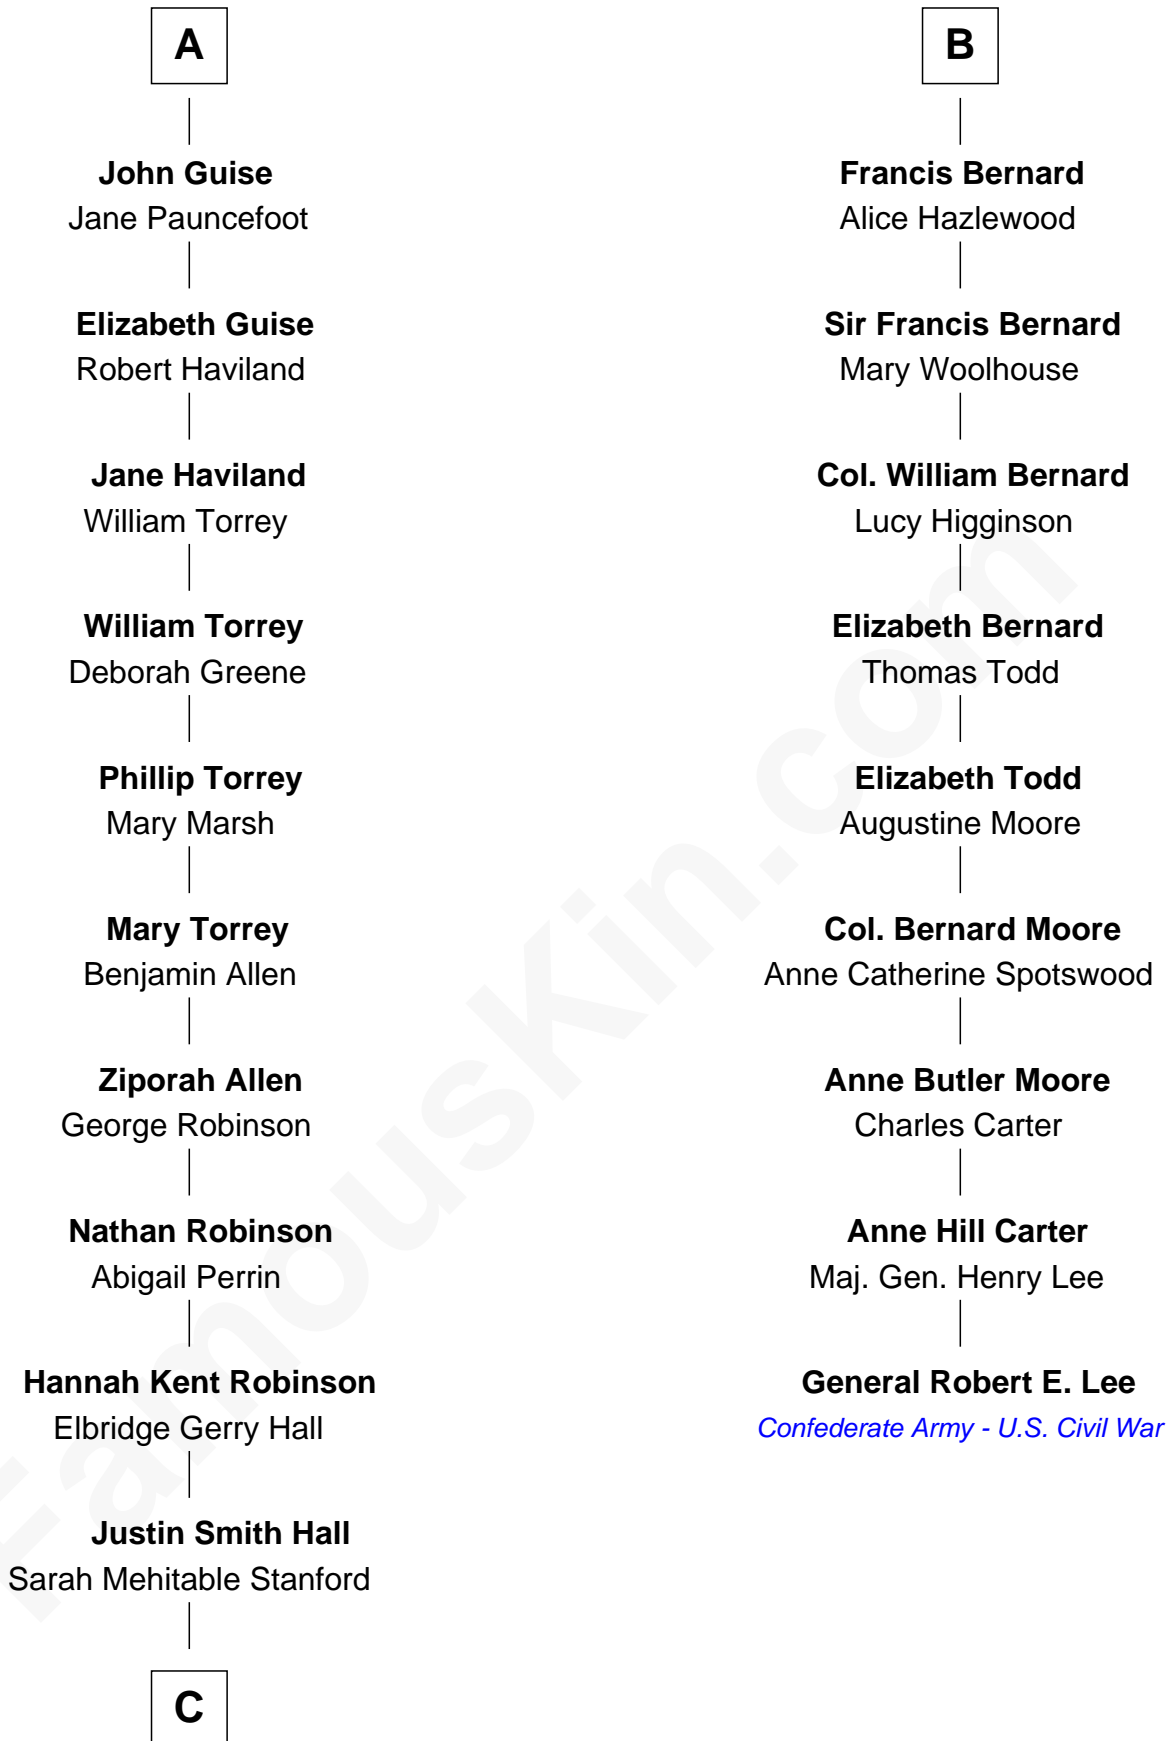 A
John Guise
Jane Pauncefoot
Elizabeth Guise
Robert Haviland
Jane Haviland
William Torrey
William Torrey
Deborah Greene
Phillip Torrey
Mary Marsh
Mary Torrey
Benjamin Allen
Ziporah Allen
George Robinson
Nathan Robinson
Abigail Perrin
Hannah Kent Robinson
Elbridge Gerry Hall
Justin Smith Hall
Sarah Mehitable Stanford
C
B
Francis Bernard
Alice Hazlewood
Sir Francis Bernard
Mary Woolhouse
Col. William Bernard
Lucy Higginson
Elizabeth Bernard
Thomas Todd
Elizabeth Todd
Augustine Moore
Col. Bernard Moore
Anne Catherine Spotswood
Anne Butler Moore
Charles Carter
Anne Hill Carter
Maj. Gen. Henry Lee
General Robert E. Lee
Confederate Army - U.S. Civil War
FamousKin.com